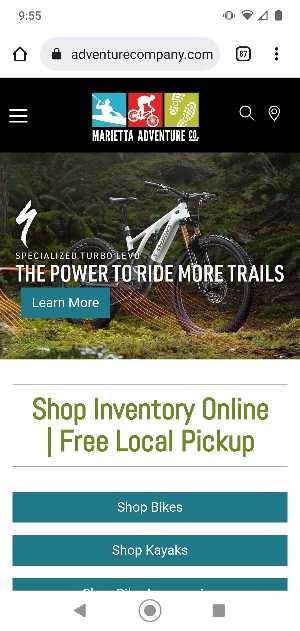 9:55
adventurecompany.com
87
MARIETTA ADVENTURE CO.
SPECIALIZED TURBO LEVO
THE POWER TO RIDE MORE TRAILS
Learn More
Shop Inventory Online
| Free Local Pickup
Shop Bikes
Shop Kayaks